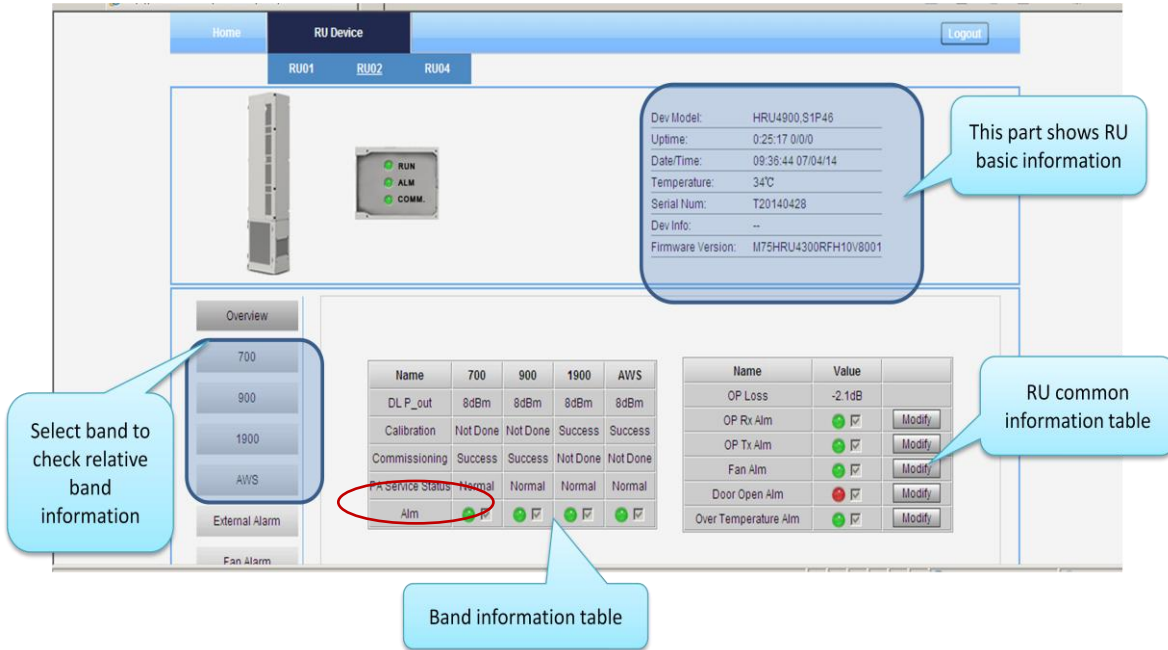 Home RU Device Logout
RU01 RU02 RU04
RUN
ALM
COMM.
Dev Model: HRU4900,S1P46
Uptime: 0:25:17 0/0/0
Date/Time: 09:36:44 07/04/14
Temperature: 34℃
Serial Num: T20140428
Dev Info: --
Firmware Version: M75HRU4300RFH10V8001
This part shows RU
basic information
Overview
700
900
1900
AWS
External Alarm
Fan Alarm
Select band to
check relative
band
information
Name 700 900 1900 AWS
DL P_out 8dBm 8dBm 8dBm 8dBm
Calibration Not Done Not Done Success Success
Commissioning Success Success Not Done Not Done
PA Service Status Normal Normal Normal Normal
Alm
Band information table
Name Value
OP Loss -2.1dB
OP Rx Alm Modify
OP Tx Alm Modify
Fan Alm Modify
Door Open Alm Modify
Over Temperature Alm Modify
RU common
information table